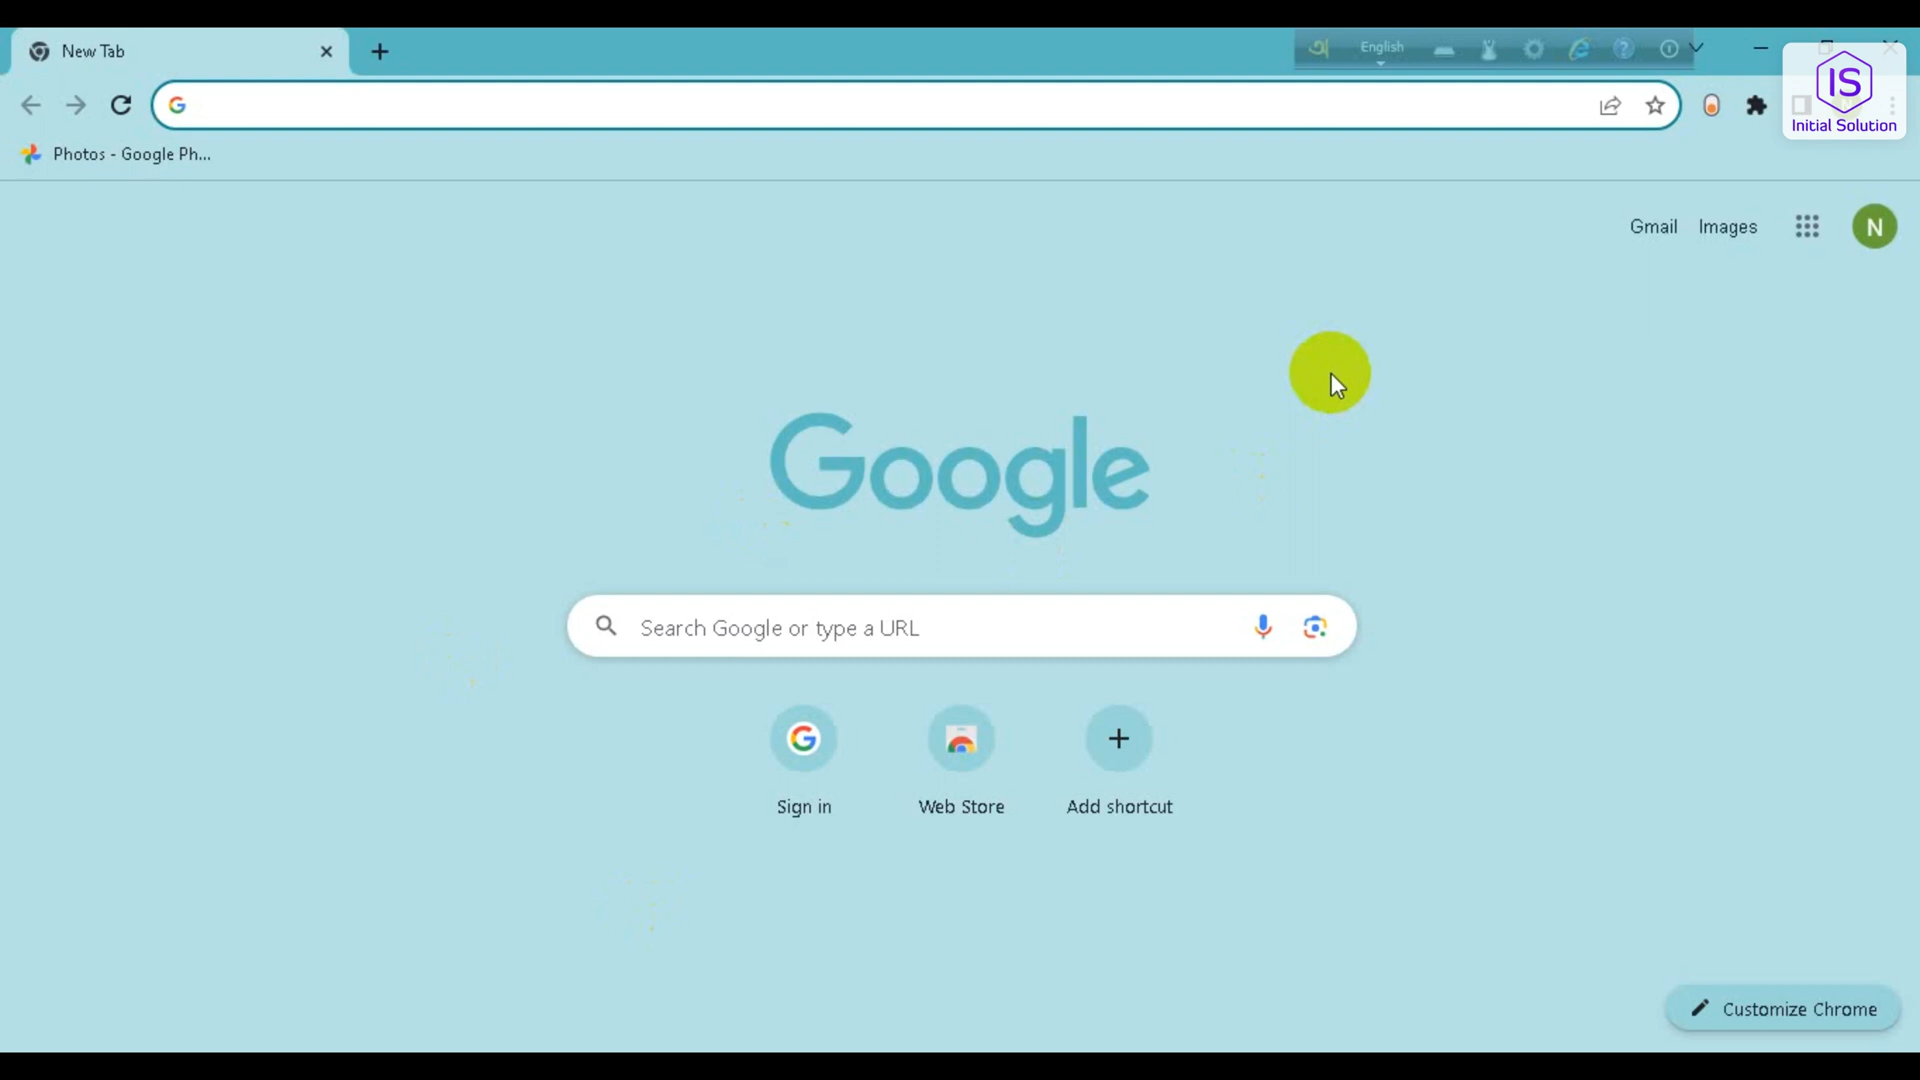 New Tab
অ English
IS
Initial Solution
Photos - Google Ph...
Gmail Images
N
Google
Search Google or type a URL
Sign in Web Store Add shortcut
Customize Chrome